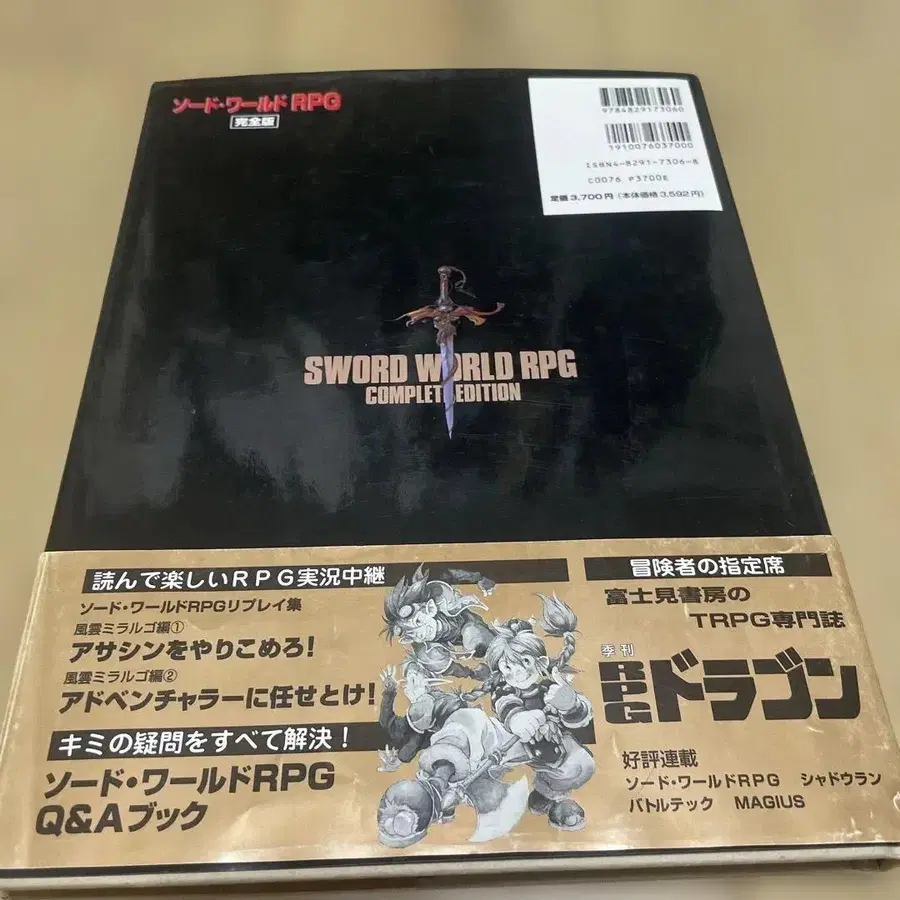 ソード・ワールドRPG
完全版
9784829173060
1910076037000
ISBN4-8291-7306-8
C0076 P3700E
定価3,700円(本体価格3,592円)
SWORD WORLD RPG
COMPLETE EDITION
読んで楽しいRPG実況中継
ソード・ワールドRPGリプレイ集
風雲ミラルゴ編①
アサシンをやりこめろ!
風雲ミラルゴ編②
アドベンチャラーに任せとけ!
キミの疑問をすべて解決!
ソード・ワールドRPG
Q&Aブック
冒険者の指定席
富士見書房の
TRPG専門誌
季刊
RPGドラゴン
好評連載
ソード・ワールドRPG シャドウラン
バトルテック MAGIUS